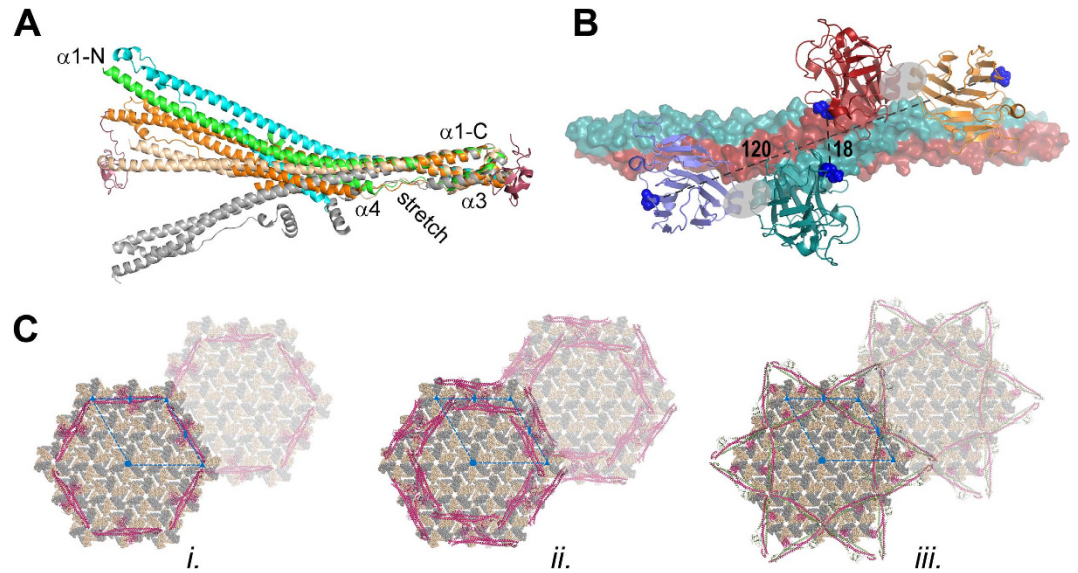 A
α1-N
α1-C
α4
stretch
α3
B
120
18
C
i.
ii.
iii.